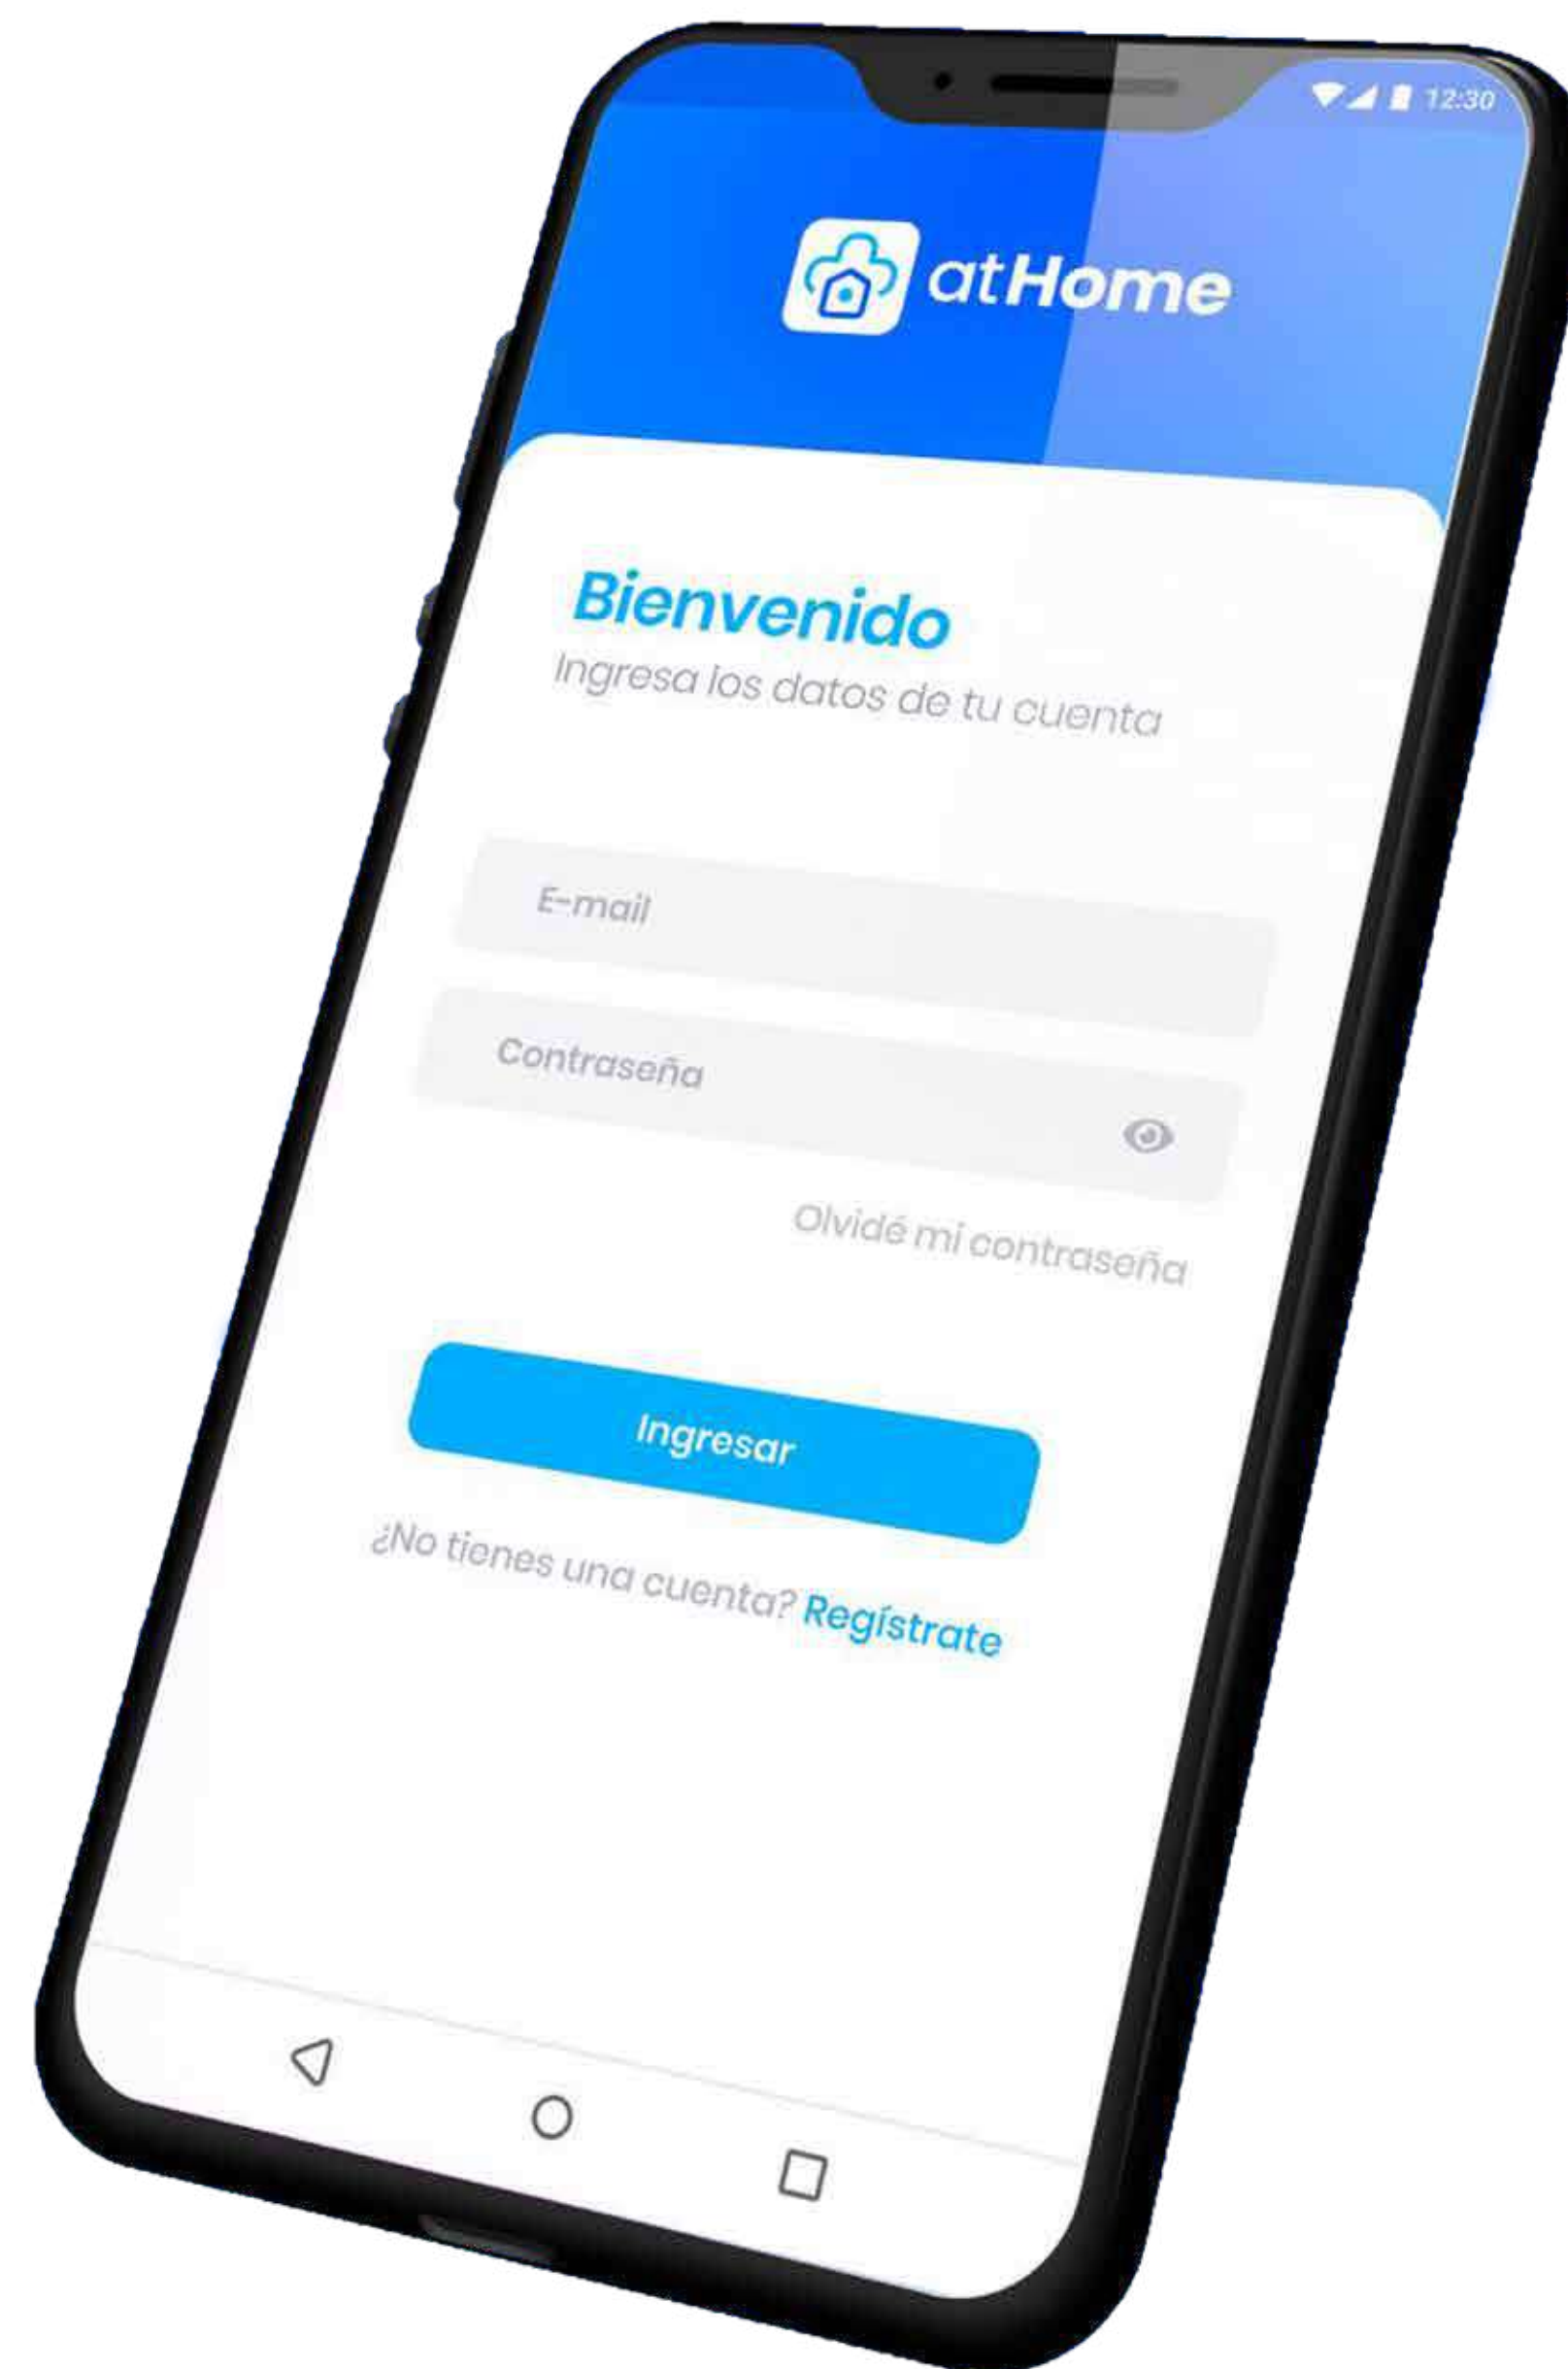 12:30
atHome
Bienvenido
Ingresa los datos de tu cuenta
E-mail
Contraseña
Olvidé mi contraseña
Ingresar
¿No tienes una cuenta? Regístrate